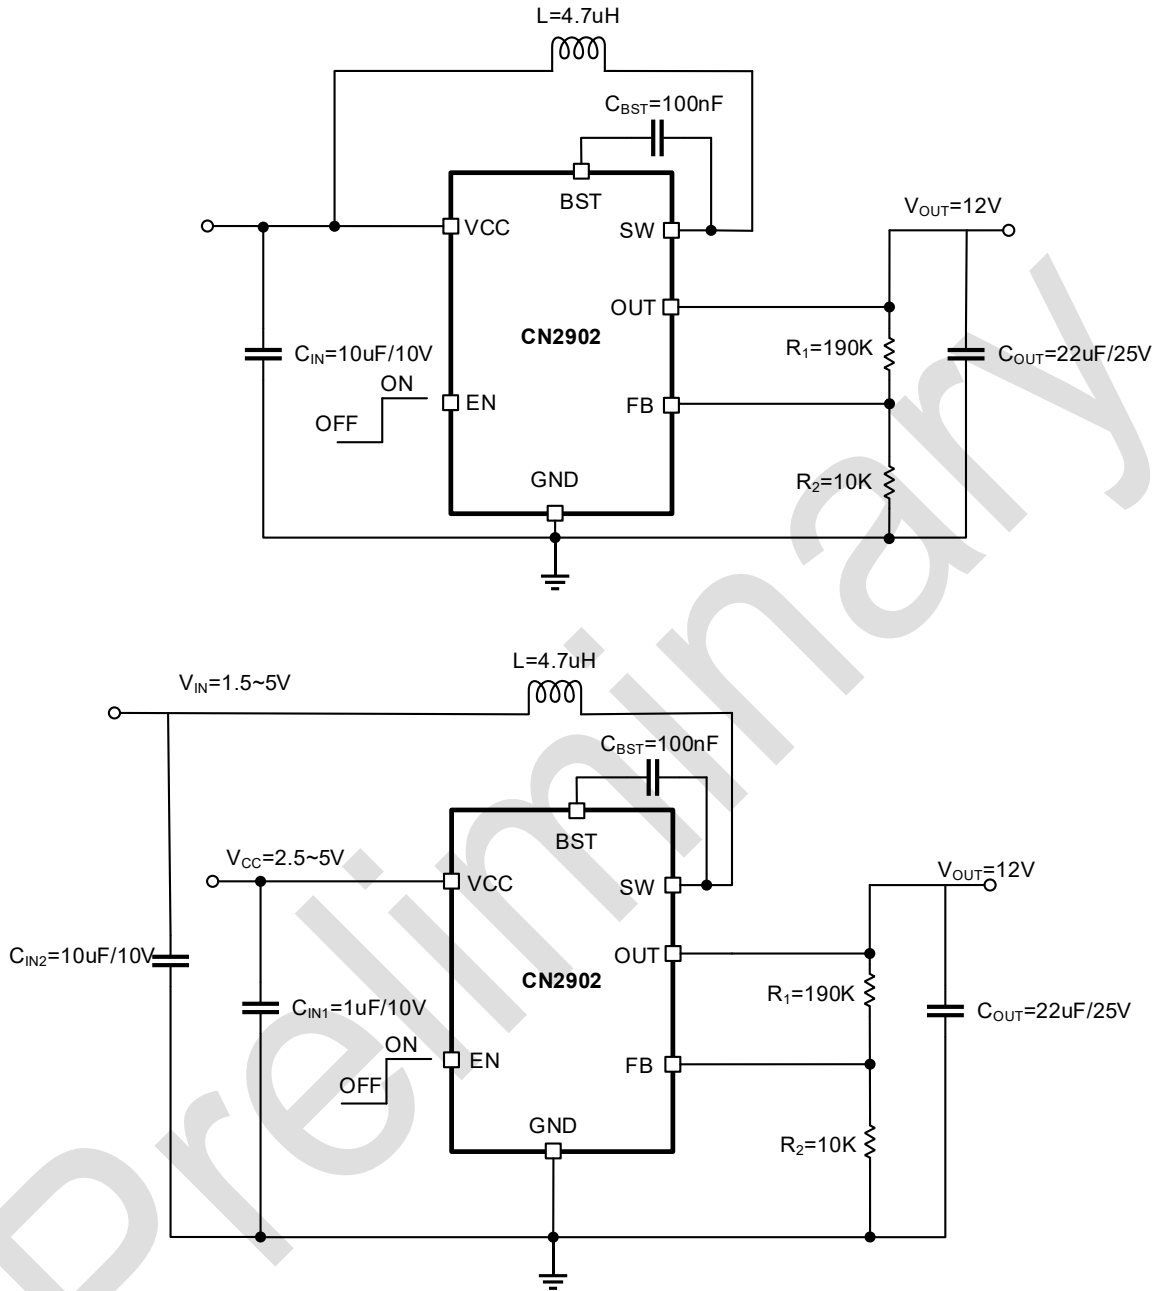 L=4.7uH
CBST=100nF
BST
VOUT=12V
VCC
SW
OUT
CN2902
R1=190K
CIN=10uF/10V
COUT=22uF/25V
ON
EN
FB
OFF
GND
R2=10K
L=4.7uH
VIN=1.5~5V
CBST=100nF
BST
VCC=2.5~5V
VOUT=12V
VCC
SW
CIN2=10uF/10V
OUT
CN2902
R1=190K
CIN1=1uF/10V
COUT=22uF/25V
ON
EN
FB
OFF
GND
R2=10K
Preliminary